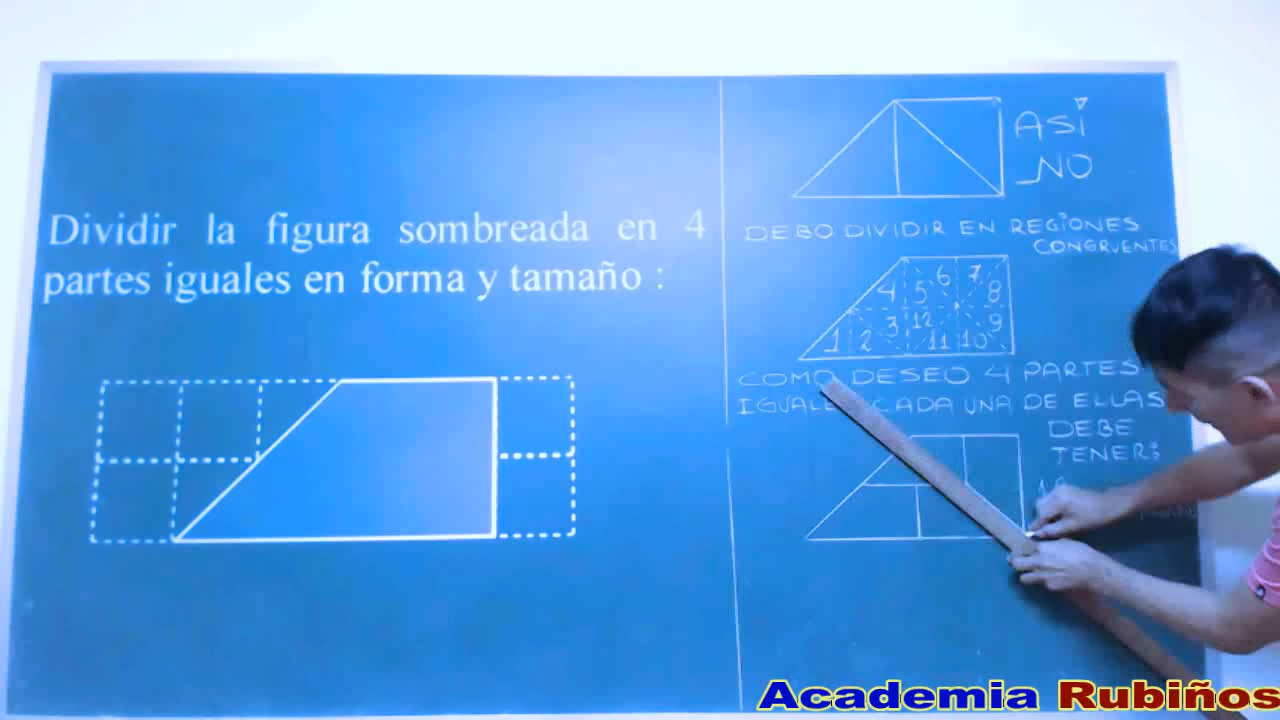 Dividir la figura sombreada en 4
partes iguales en forma y tamaño :
ASÍ
NO
DEBO DIVIDIR EN REGIONES
CONGRUENTES
4 5 6 7 8
1 2 3 12 11 10 9
COMO DESEO 4 PARTES
CADA UNA DE ELLAS
DEBE
TENER:
Academia Rubiños